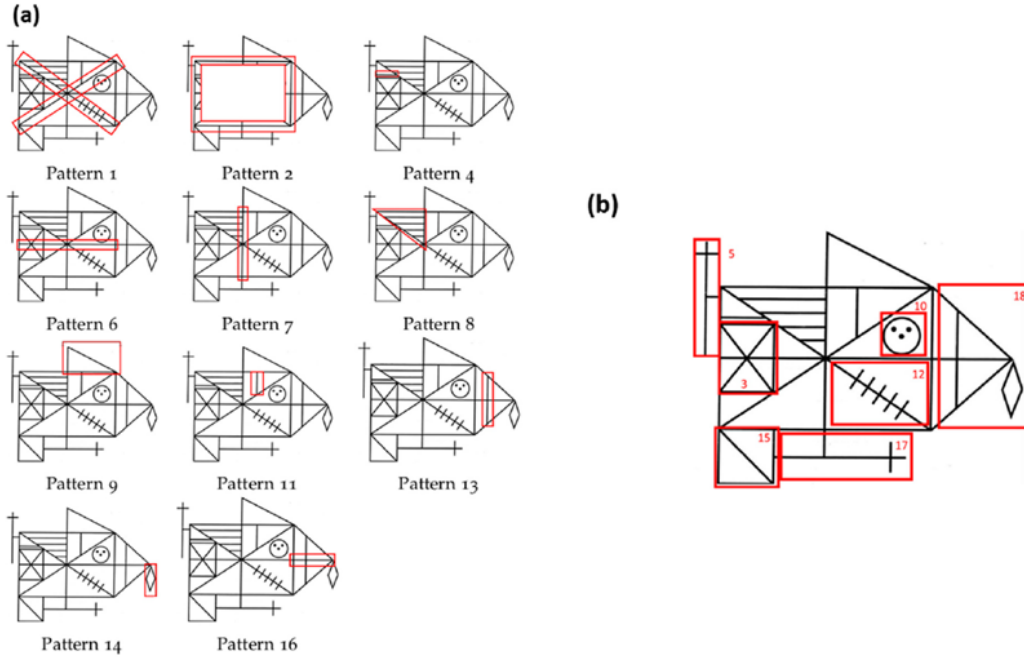 (a)
Pattern 1 Pattern 2 Pattern 4
Pattern 6 Pattern 7 Pattern 8
Pattern 9 Pattern 11 Pattern 13
Pattern 14 Pattern 16
(b)
5
18
10
3
12
15
17